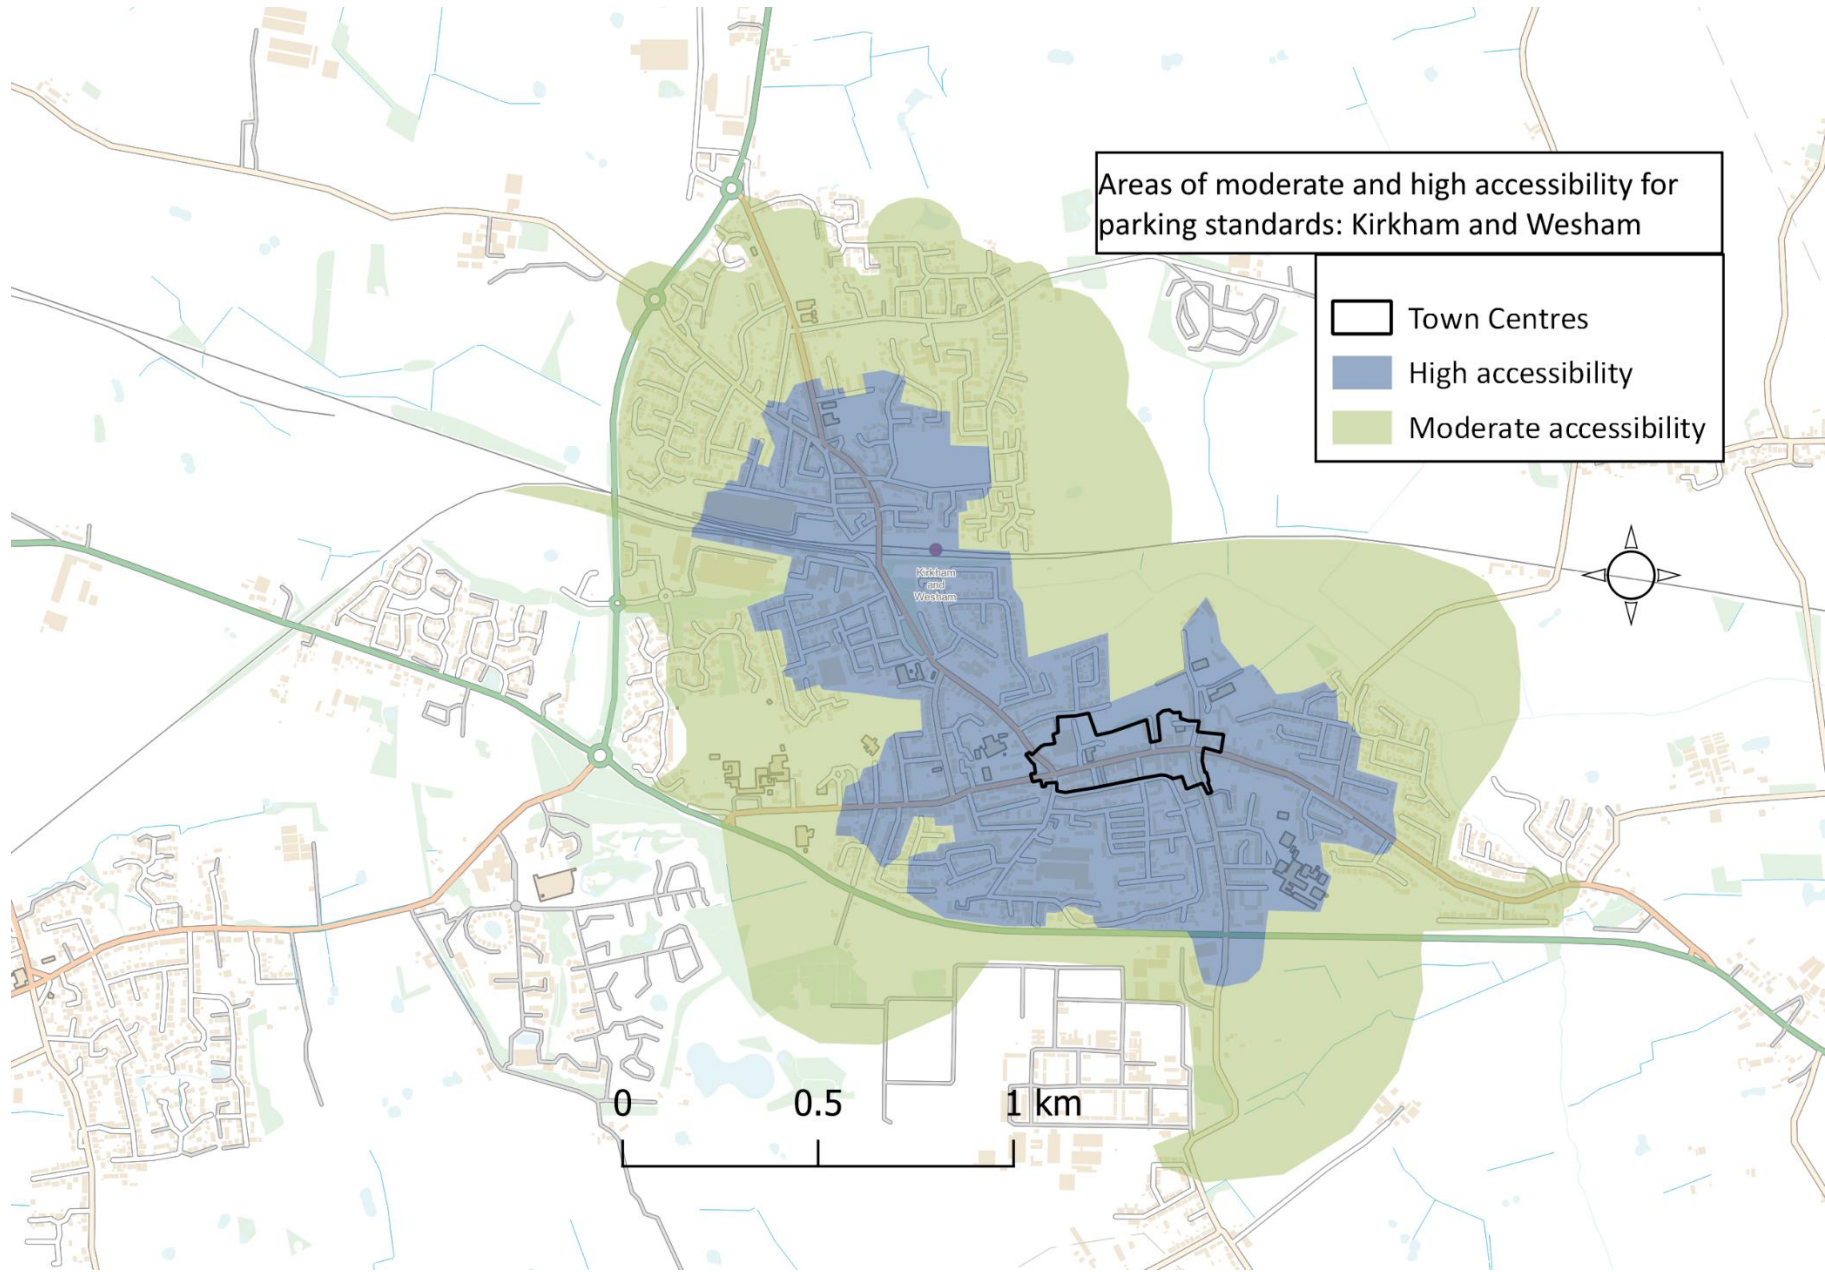 Areas of moderate and high accessibility for
parking standards: Kirkham and Wesham
Town Centres
High accessibility
Moderate accessibility
Kirkham
and
Wesham
0 0.5 1 km